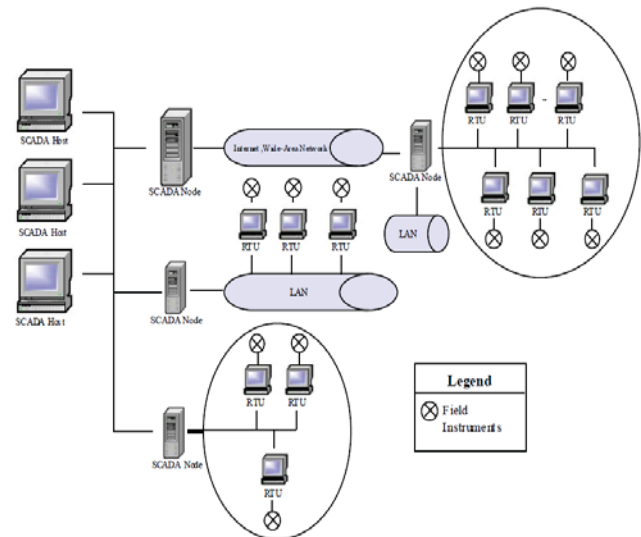 SCADA Host
SCADA Host
SCADA Host
SCADA Node
Internet ,Wide-Area Network
SCADA Node
RTU
RTU
RTU
RTU
RTU
RTU
LAN
RTU
RTU
RTU
SCADA Node
LAN
SCADA Node
RTU
RTU
RTU
Legend
Field
Instruments